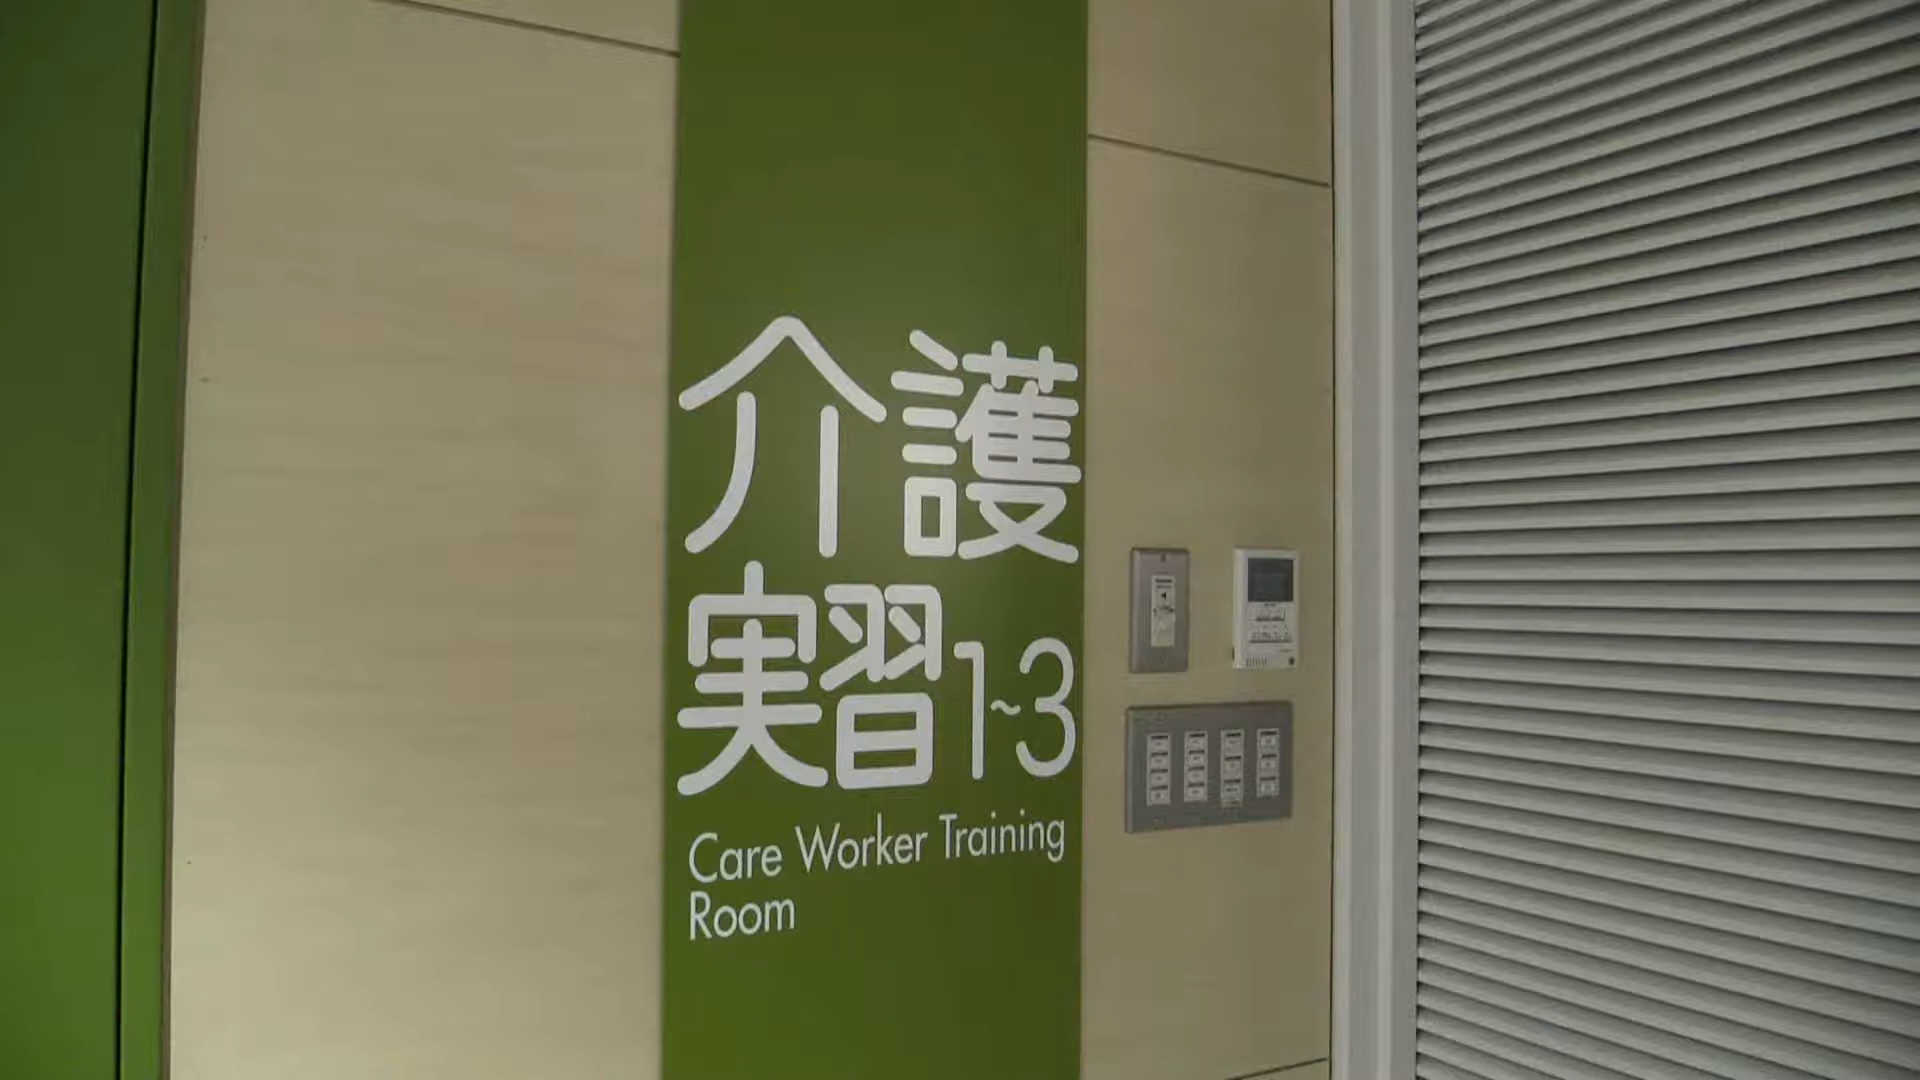 介護
実習1~3
Care Worker Training
Room